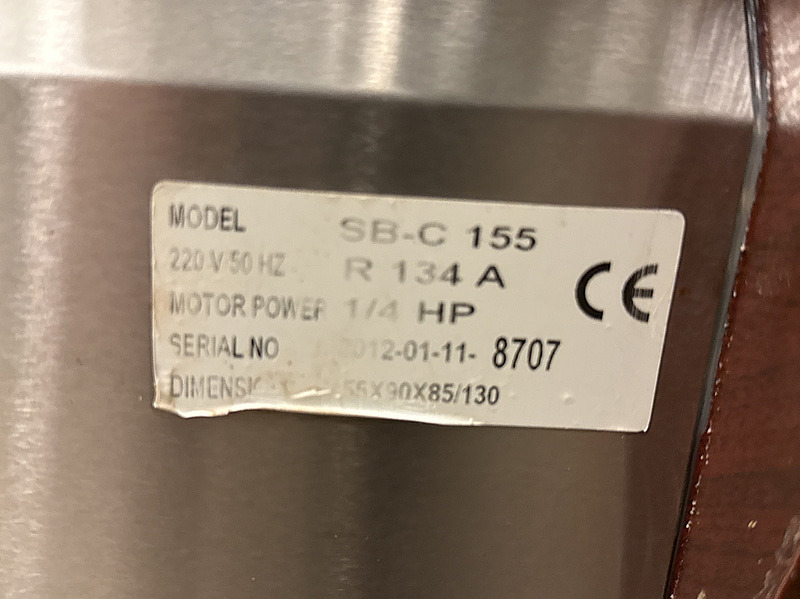 MODEL SB-C 155
220 V/50 HZ R 134 A
MOTOR POWER 1/4 HP
CE
SERIAL NO 2012-01-11- 8707
55X90X85/130